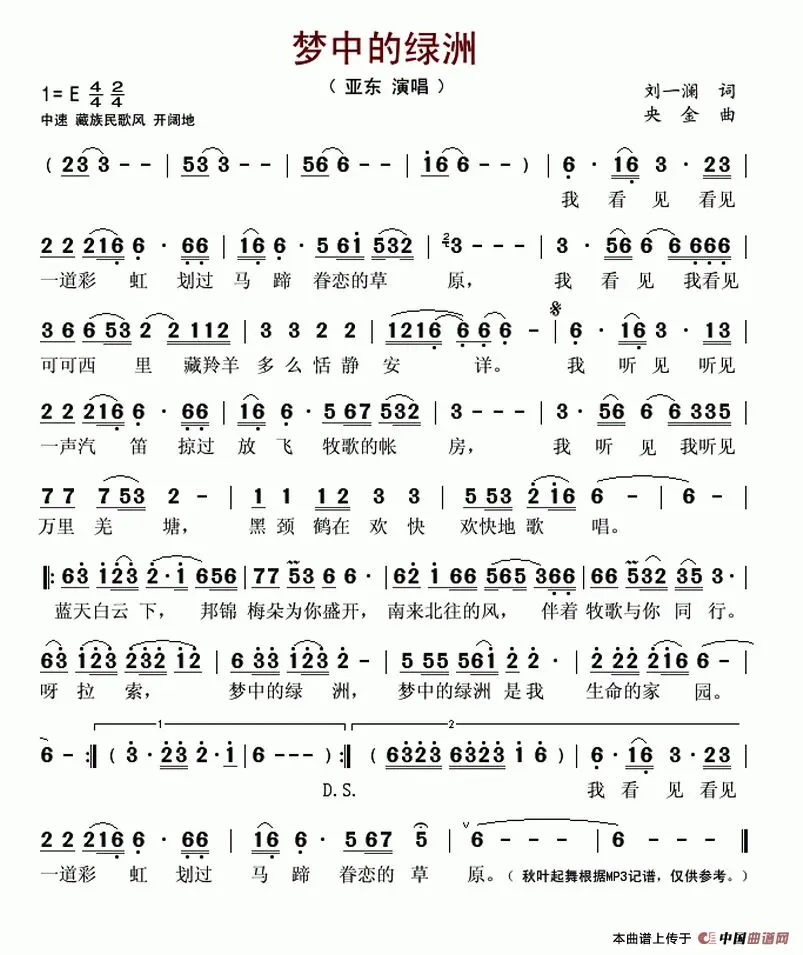 梦中的绿洲
（ 亚东 演唱 ）
1= E 4/4 2/4
刘一澜 词
中速 藏族民歌风 开阔地
央 金 曲
( 23 3 - - | 53 3 - - | 56 6 - - | 16 6 - - ) | 6 · 16 3 · 23 |
我 看 见 看见
2 2 216 6 · 66 | 16 6 · 5 61 532 | 2/4 3 - - - | 3 · 56 6 6 666 |
一道彩 虹 划过 马 蹄 眷恋的草 原， 我 看 见 我看见
3 6 6 53 2 2 112 | 3 3 2 2 | 1216 6 6 6 - | 6 · 16 3 · 13 |
可可西 里 藏羚羊 多 么 恬 静 安 详。 我 听 见 听见
2 2 216 6 · 66 | 16 6 · 5 67 532 | 3 - - - | 3 · 56 6 6 335 |
一声汽 笛 掠过 放 飞 牧歌的帐 房， 我 听 见 我听见
7 7 7 53 2 - | 1 1 12 3 3 | 5 53 2 16 6 - | 6 - |
万里 羌 塘， 黑 颈 鹤在 欢 快 欢快地 歌 唱。
63 123 2·1 656 | 77 53 6 6 · | 62 1 66 565 366 | 66 532 35 3 · |
蓝天白云 下， 邦锦 梅朵为你盛开，南来北往的风， 伴着 牧歌与你 同 行。
63 123 232 12 | 6 33 123 2 - | 5 55 561 2 2 · | 2 22 216 6 - |
呀 拉 索， 梦中的绿 洲， 梦中的绿洲 是我 生命的家 园。
1
2
6 - :| ( 3 · 23 2 · 1 | 6 - - - ) :| ( 6323 6323 1 6 ) | 6 · 16 3 · 23 |
D.S. 我 看 见 看见
2 2 216 6 · 66 | 16 6 · 5 567 5 | 6 - - - | 6 - - - ‖
一道彩 虹 划过 马 蹄 眷恋的 草 原。（ 秋叶起舞根据MP3记谱，仅供参考。）
本曲谱上传于 中国曲谱网